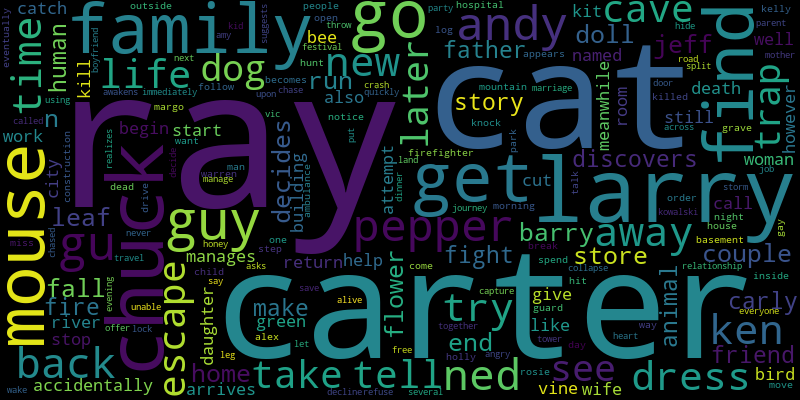 catch
outside
family
go
andy
cave
people
open
hospital
kelly
parent
hide
time
human
kill
life
dog
new
run
also
bee
father
kit
doll
named
jeff
well
death
find
trap
however
ray
cat
story
later
meanwhile
room
still
woman
work
city
begin
start
decides
building
attempt
cut
discovers
mouse
chuck
guy
get
larry
leaf
gu
pepper
barry
away
call
manages
return
help
fight
store
couple
fall
fire
river
stop
escape
daughter
make
green
flower
carter
try
give
like
end
animal
carly
ken
friend
back
home
take
tell
ned
see
dress
bird
accidentally
arrives
vine
wife
move
margo
dead
drive
never
travel
evening
offer
lock
unable
wake
eventually
using
called
awakens
immediately
boyfriend
amy
kid
suggests
next
becomes
follow
upon
chase
quickly
crash
hunt
festival
throw
party
log
appears
mountain
marriage
killed
door
road
split
across
grave
mother
job
knock
park
firefighter
notice
put
vic
man
want
warren
manage
decide
realizes
construction
miss
chased
ambulance
land
dinner
journey
morning
talk
order
storm
kowalski
night
house
basement
gay
relationship
inside
everyone
honey
one
step
say
asks
child
save
alive
come
break
spend
collapse
hit
guard
capture
together
free
let
alex
leg
holly
angry
tower
day
heart
way
rosie
several
declinerefuse
n